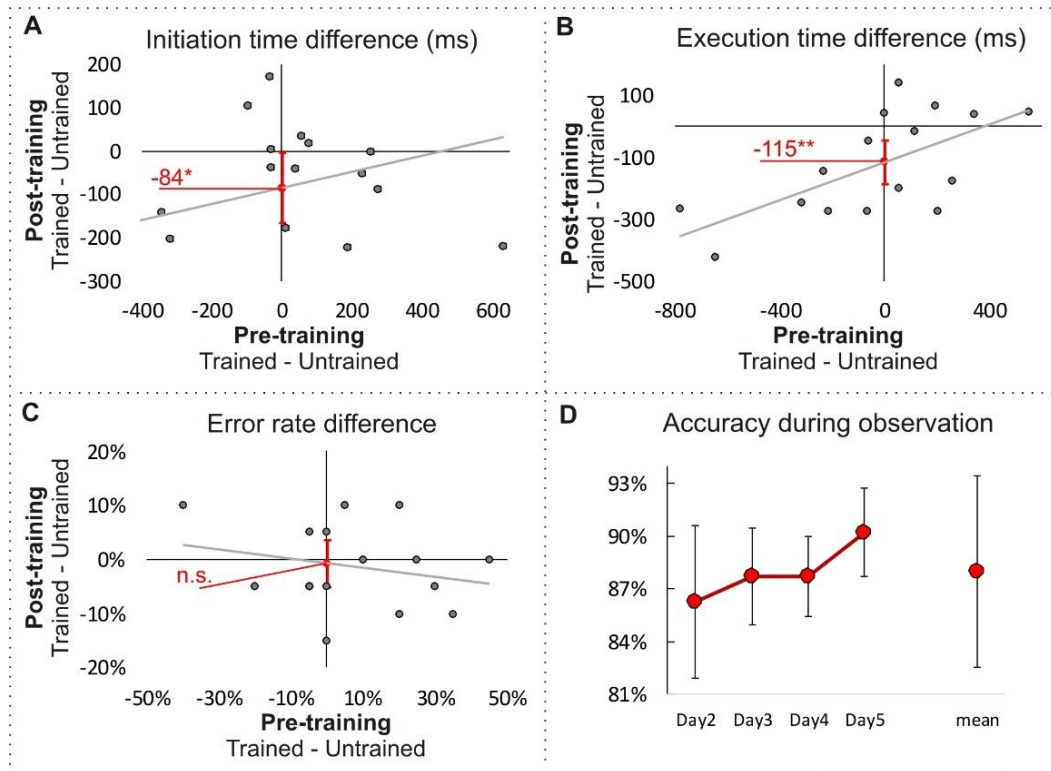 A
Initiation time difference (ms)
Post-training
Trained - Untrained
200
100
0
-100
-200
-300
-84*
-400 -200 0 200 400 600
Pre-training
Trained - Untrained
B
Execution time difference (ms)
Post-training
Trained - Untrained
100
-100
-300
-500
-115**
-800 -400 0 400
Pre-training
Trained - Untrained
C
Error rate difference
Post-training
Trained - Untrained
20%
10%
0%
-10%
-20%
n.s.
-50% -30% -10% 10% 30% 50%
Pre-training
Trained - Untrained
D
Accuracy during observation
93%
90%
87%
84%
81%
Day2 Day3 Day4 Day5 mean